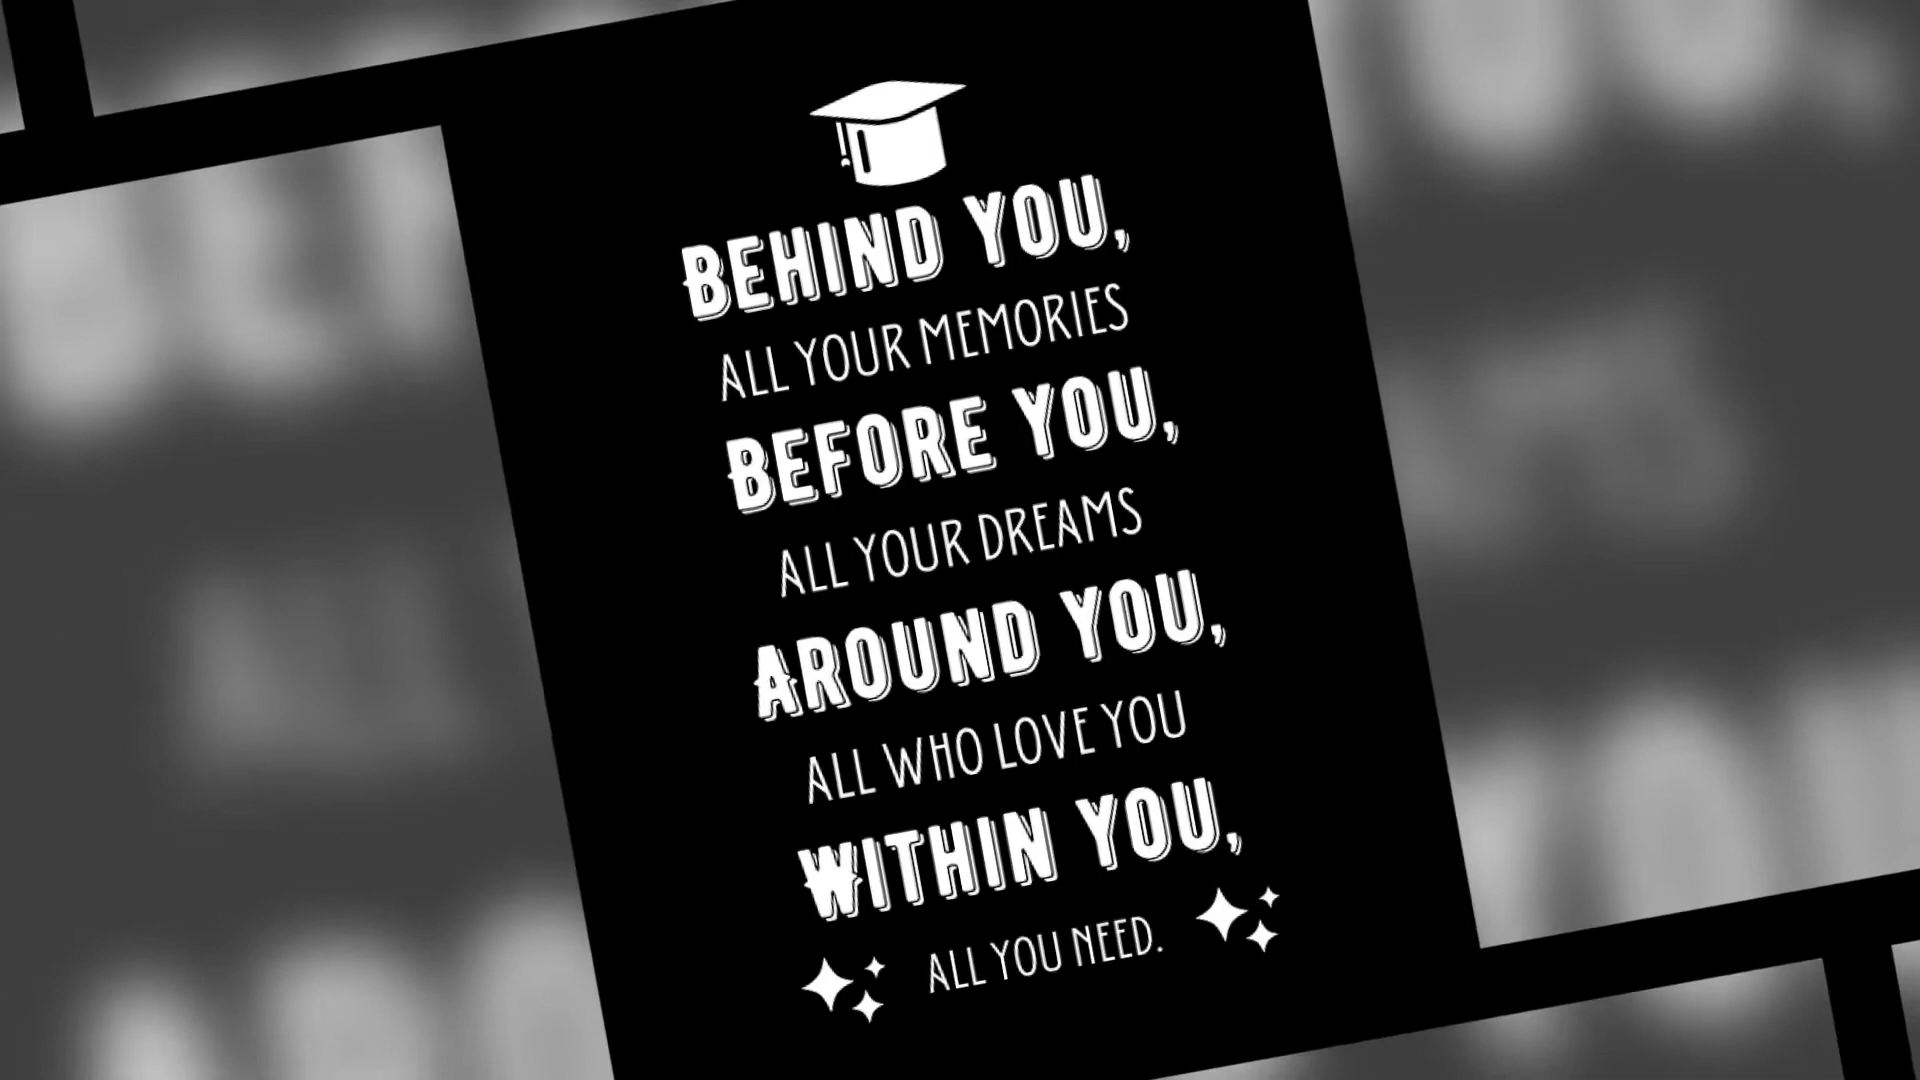 BEHIND YOU,
ALL YOUR MEMORIES
BEFORE YOU,
ALL YOUR DREAMS
AROUND YOU,
ALL WHO LOVE YOU
WITHIN YOU,
ALL YOU NEED.